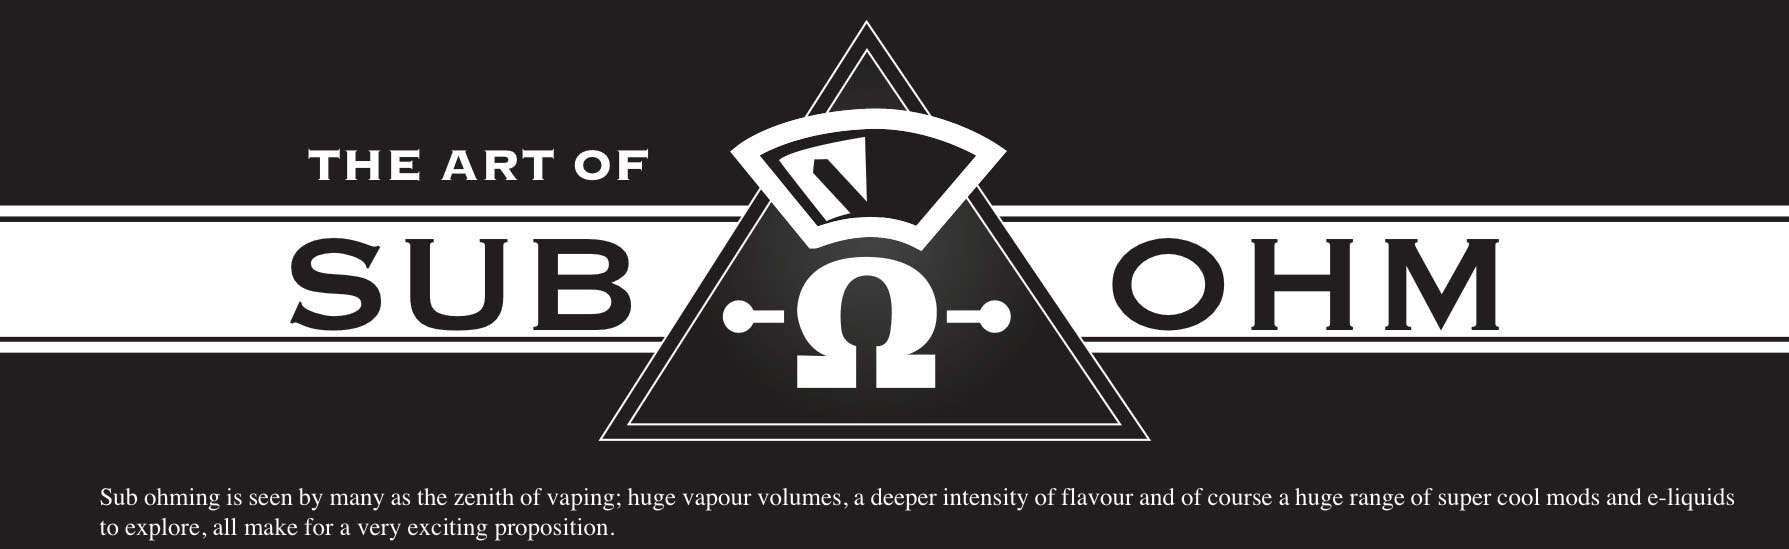 THE ART OF
SUB OHM
Ω
Sub ohming is seen by many as the zenith of vaping; huge vapour volumes, a deeper intensity of flavour and of course a huge range of super cool mods and e-liquids
to explore, all make for a very exciting proposition.